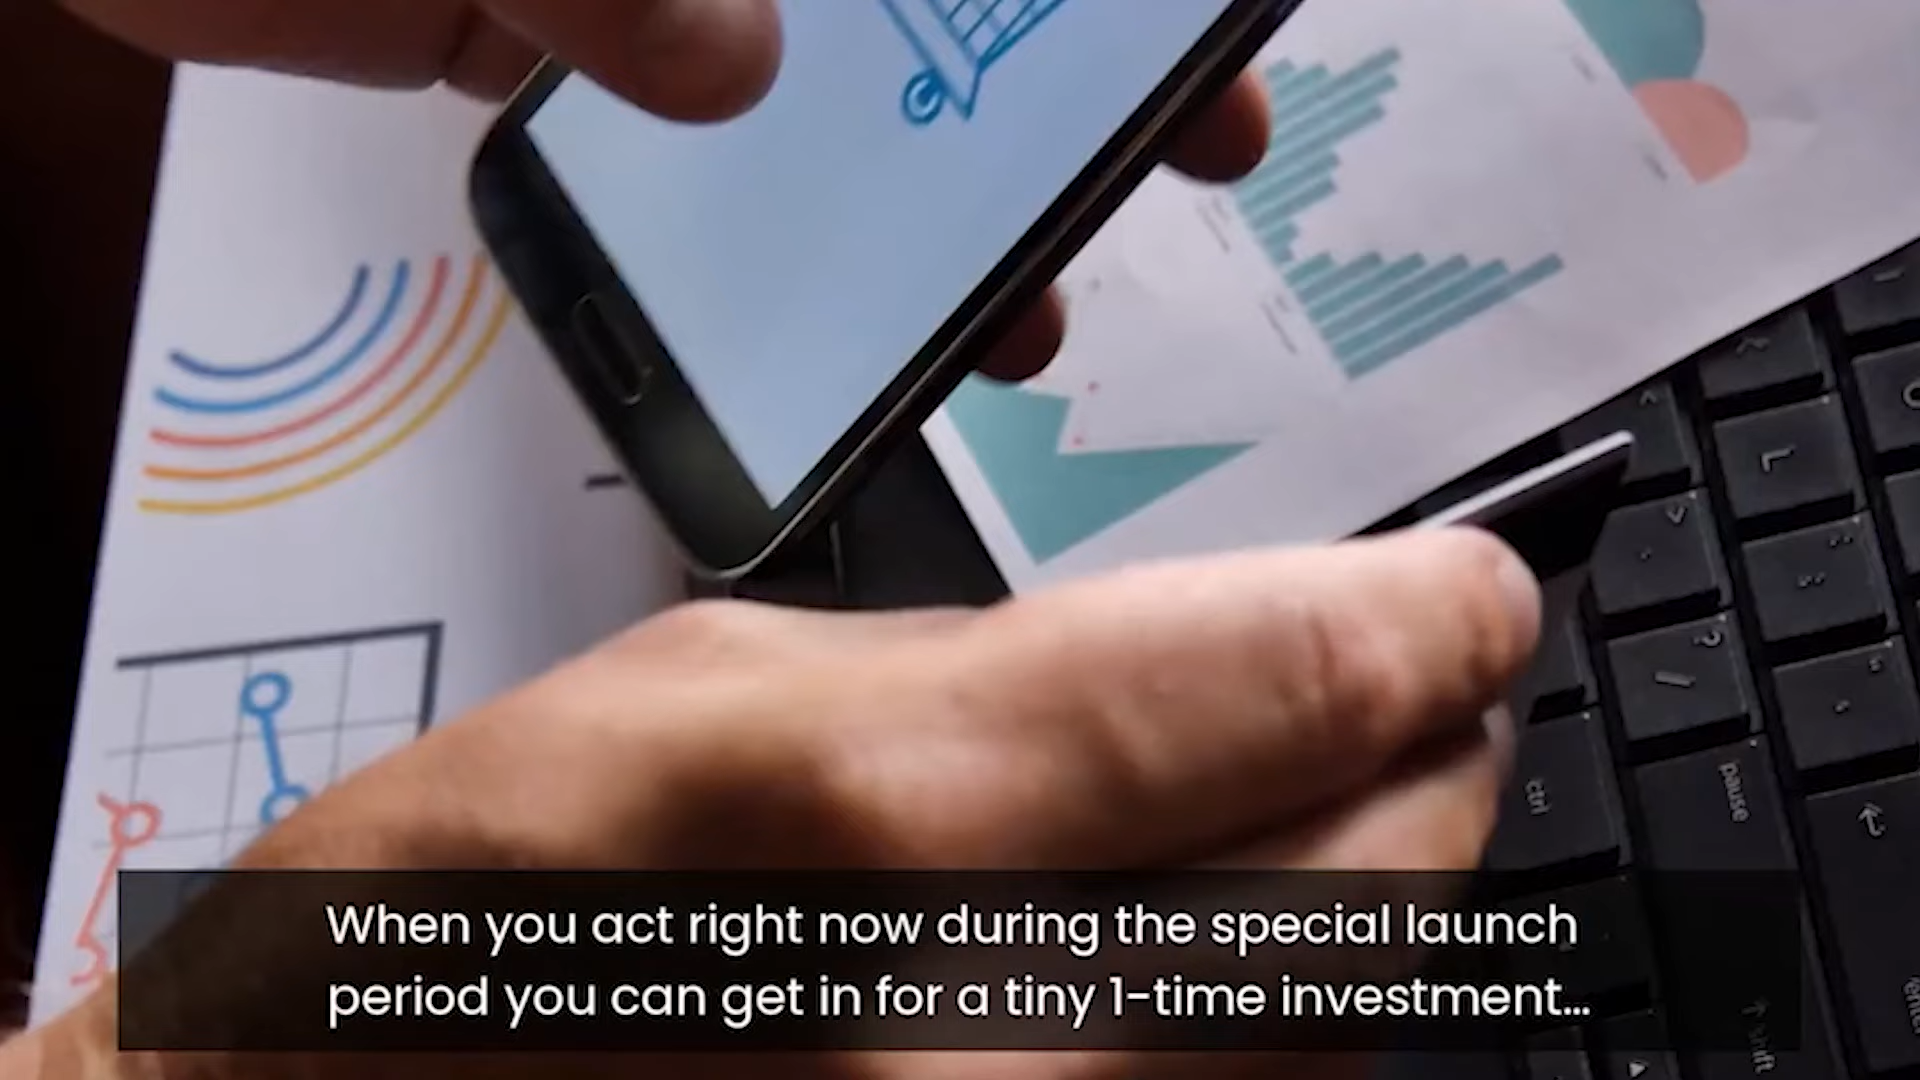 When you act right now during the special launch
period you can get in for a tiny 1-time investment...
L
?
/
ctrl
pause
shift